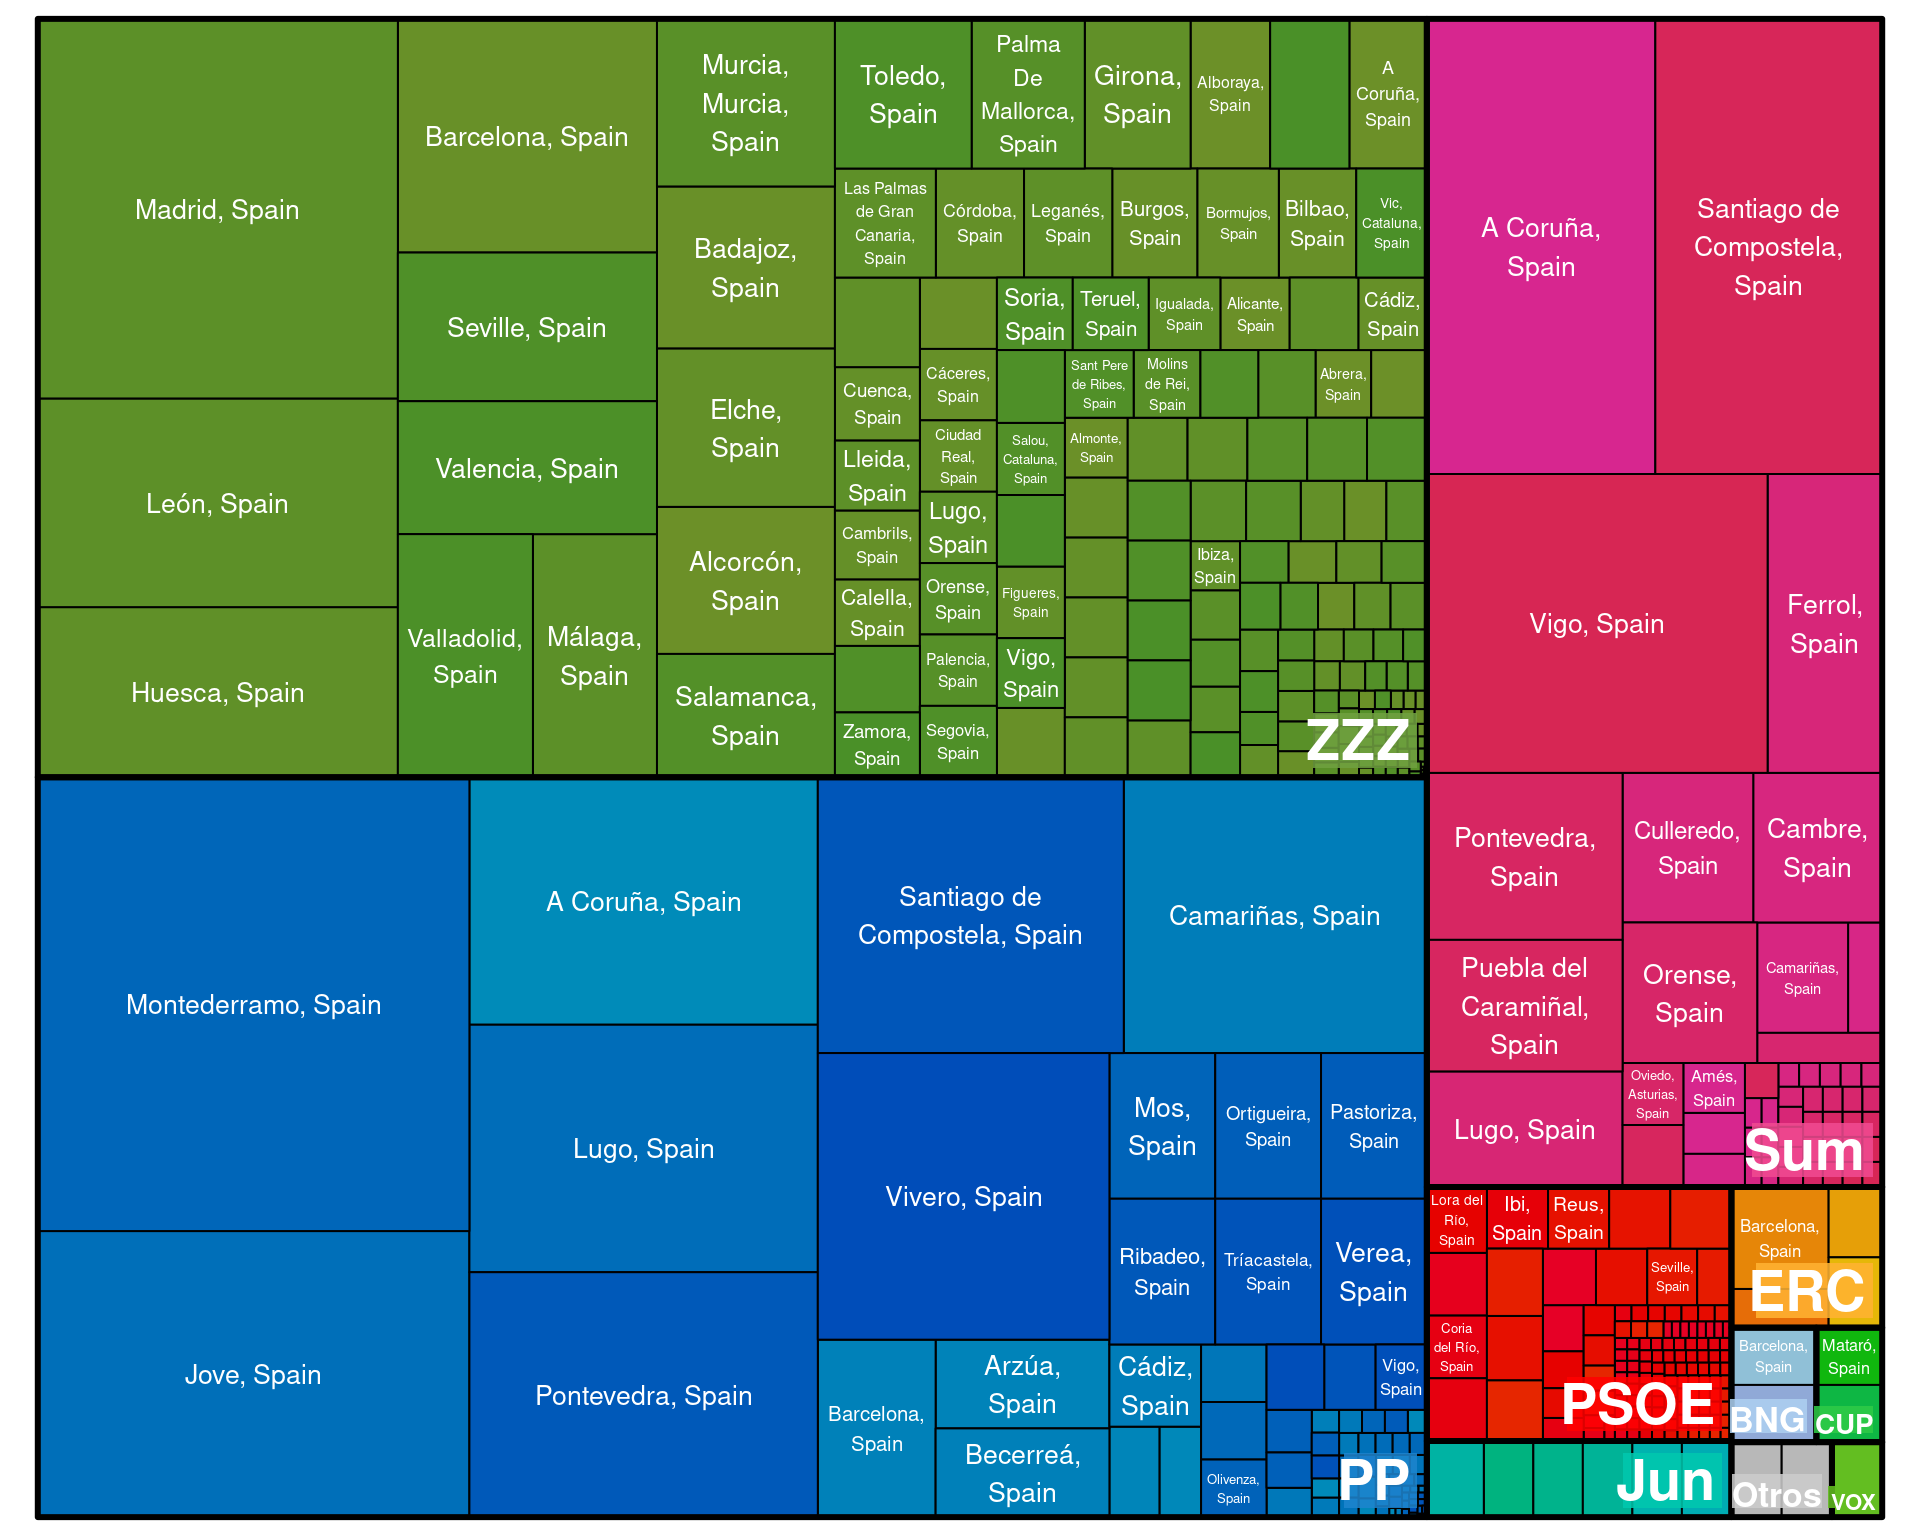 Madrid, Spain
León, Spain
Huesca, Spain
Barcelona, Spain
Seville, Spain
Valencia, Spain
Valladolid,
Spain
Málaga,
Spain
Murcia,
Murcia,
Spain
Badajoz,
Spain
Elche,
Spain
Alcorcón,
Spain
Salamanca,
Spain
Toledo,
Spain
Palma
De
Mallorca,
Spain
Girona,
Spain
Alboraya,
Spain
A
Coruña,
Spain
Las Palmas
de Gran
Canaria,
Spain
Córdoba,
Spain
Leganés,
Spain
Burgos,
Spain
Bormujos,
Spain
Bilbao,
Spain
Vic,
Cataluna,
Spain
Cuenca,
Spain
Lleida,
Spain
Cambrils,
Spain
Calella,
Spain
Zamora,
Spain
Cáceres,
Spain
Ciudad
Real,
Spain
Lugo,
Spain
Orense,
Spain
Palencia,
Spain
Segovia,
Spain
Soria,
Spain
Teruel,
Spain
Igualada,
Spain
Alicante,
Spain
Cádiz,
Spain
Salou,
Cataluna,
Spain
Figueres,
Spain
Vigo,
Spain
Sant Pere
de Ribes,
Spain
Molins
de Rei,
Spain
Abrera,
Spain
Almonte,
Spain
Ibiza,
Spain
ZZZ
Montederramo, Spain
Jove, Spain
A Coruña, Spain
Lugo, Spain
Pontevedra, Spain
Santiago de
Compostela, Spain
Camariñas, Spain
Vivero, Spain
Mos,
Spain
Ortigueira,
Spain
Pastoriza,
Spain
Ribadeo,
Spain
Tríacastela,
Spain
Verea,
Spain
Barcelona,
Spain
Arzúa,
Spain
Becerreá,
Spain
Cádiz,
Spain
Olivenza,
Spain
Vigo,
Spain
PP
A Coruña,
Spain
Santiago de
Compostela,
Spain
Vigo, Spain
Ferrol,
Spain
Pontevedra,
Spain
Puebla del
Caramiñal,
Spain
Lugo, Spain
Culleredo,
Spain
Cambre,
Spain
Orense,
Spain
Camariñas,
Spain
Oviedo,
Asturias,
Spain
Amés,
Spain
Sum
Lora del
Río,
Spain
Ibi,
Spain
Reus,
Spain
Seville,
Spain
Coria
del Río,
Spain
PSOE
Barcelona,
Spain
ERC
Barcelona,
Spain
BNG
Mataró,
Spain
CUP
Jun
Otros
VOX